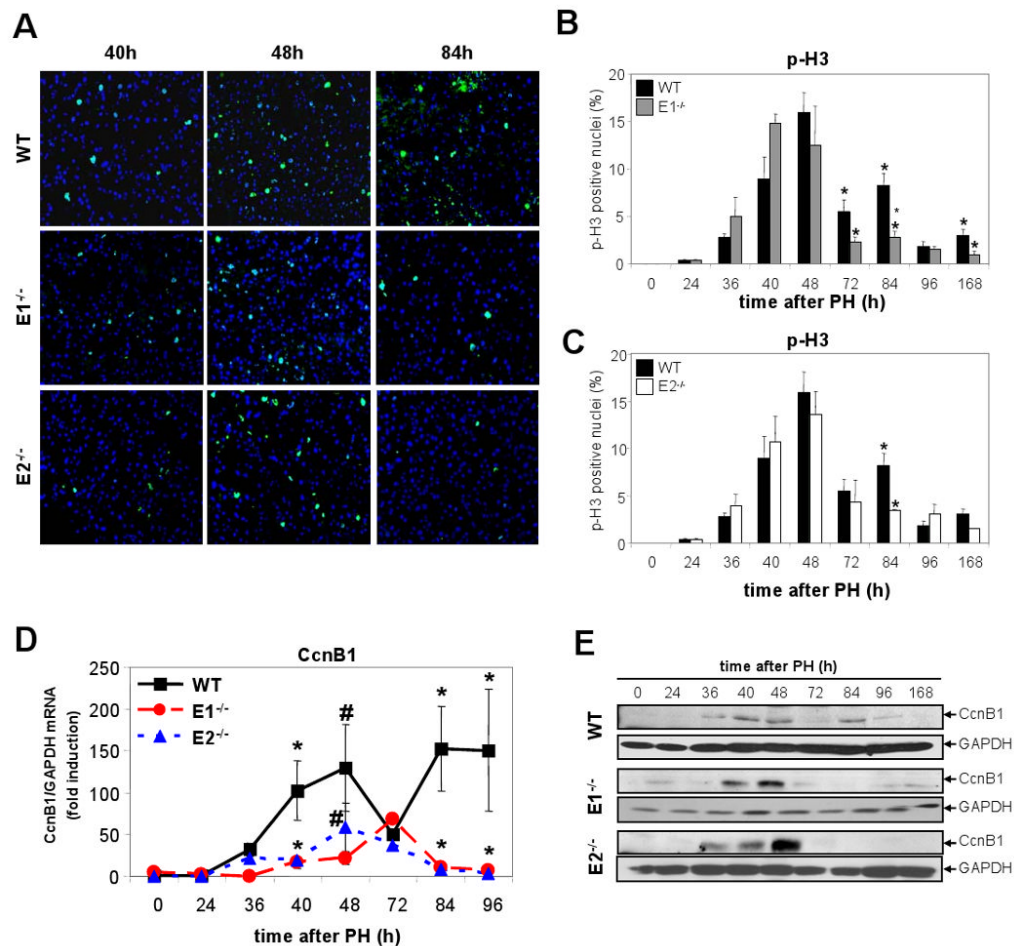 A
40h 48h 84h
WT
E1-/-
E2-/-
B
p-H3
WT
E1-/-
p-H3 positive nuclei (%)
20
15
10
5
0
* * * * * * *
0 24 36 40 48 72 84 96 168
time after PH (h)
C
p-H3
WT
E2-/-
p-H3 positive nuclei (%)
20
15
10
5
0
* *
0 24 36 40 48 72 84 96 168
time after PH (h)
D
CcnB1
CcnB1/GAPDH mRNA
(fold induction)
250
200
150
100
50
0
WT
E1-/-
E2-/-
* # * *
* # * *
0 24 36 40 48 72 84 96
time after PH (h)
E
time after PH (h)
0 24 36 40 48 72 84 96 168
WT
CcnB1
GAPDH
E1-/-
CcnB1
GAPDH
E2-/-
CcnB1
GAPDH